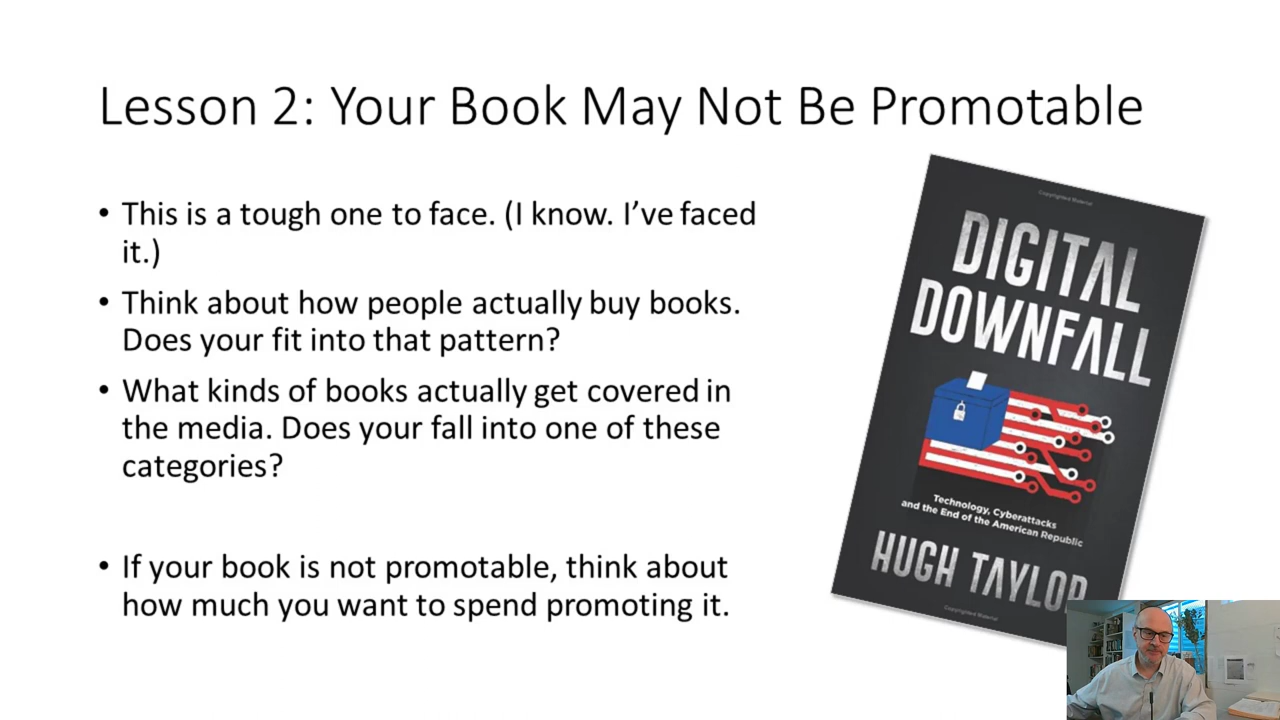 Lesson 2: Your Book May Not Be Promotable
• This is a tough one to face. (I know. I’ve faced
it.)
• Think about how people actually buy books.
Does your fit into that pattern?
• What kinds of books actually get covered in
the media. Does your fall into one of these
categories?
• If your book is not promotable, think about
how much you want to spend promoting it.
Copyrighted Material
DIGITAL
DOWNFALL
Technology, Cyberattacks
and the End of the American Republic
HUGH TAYLOR
Copyrighted Material